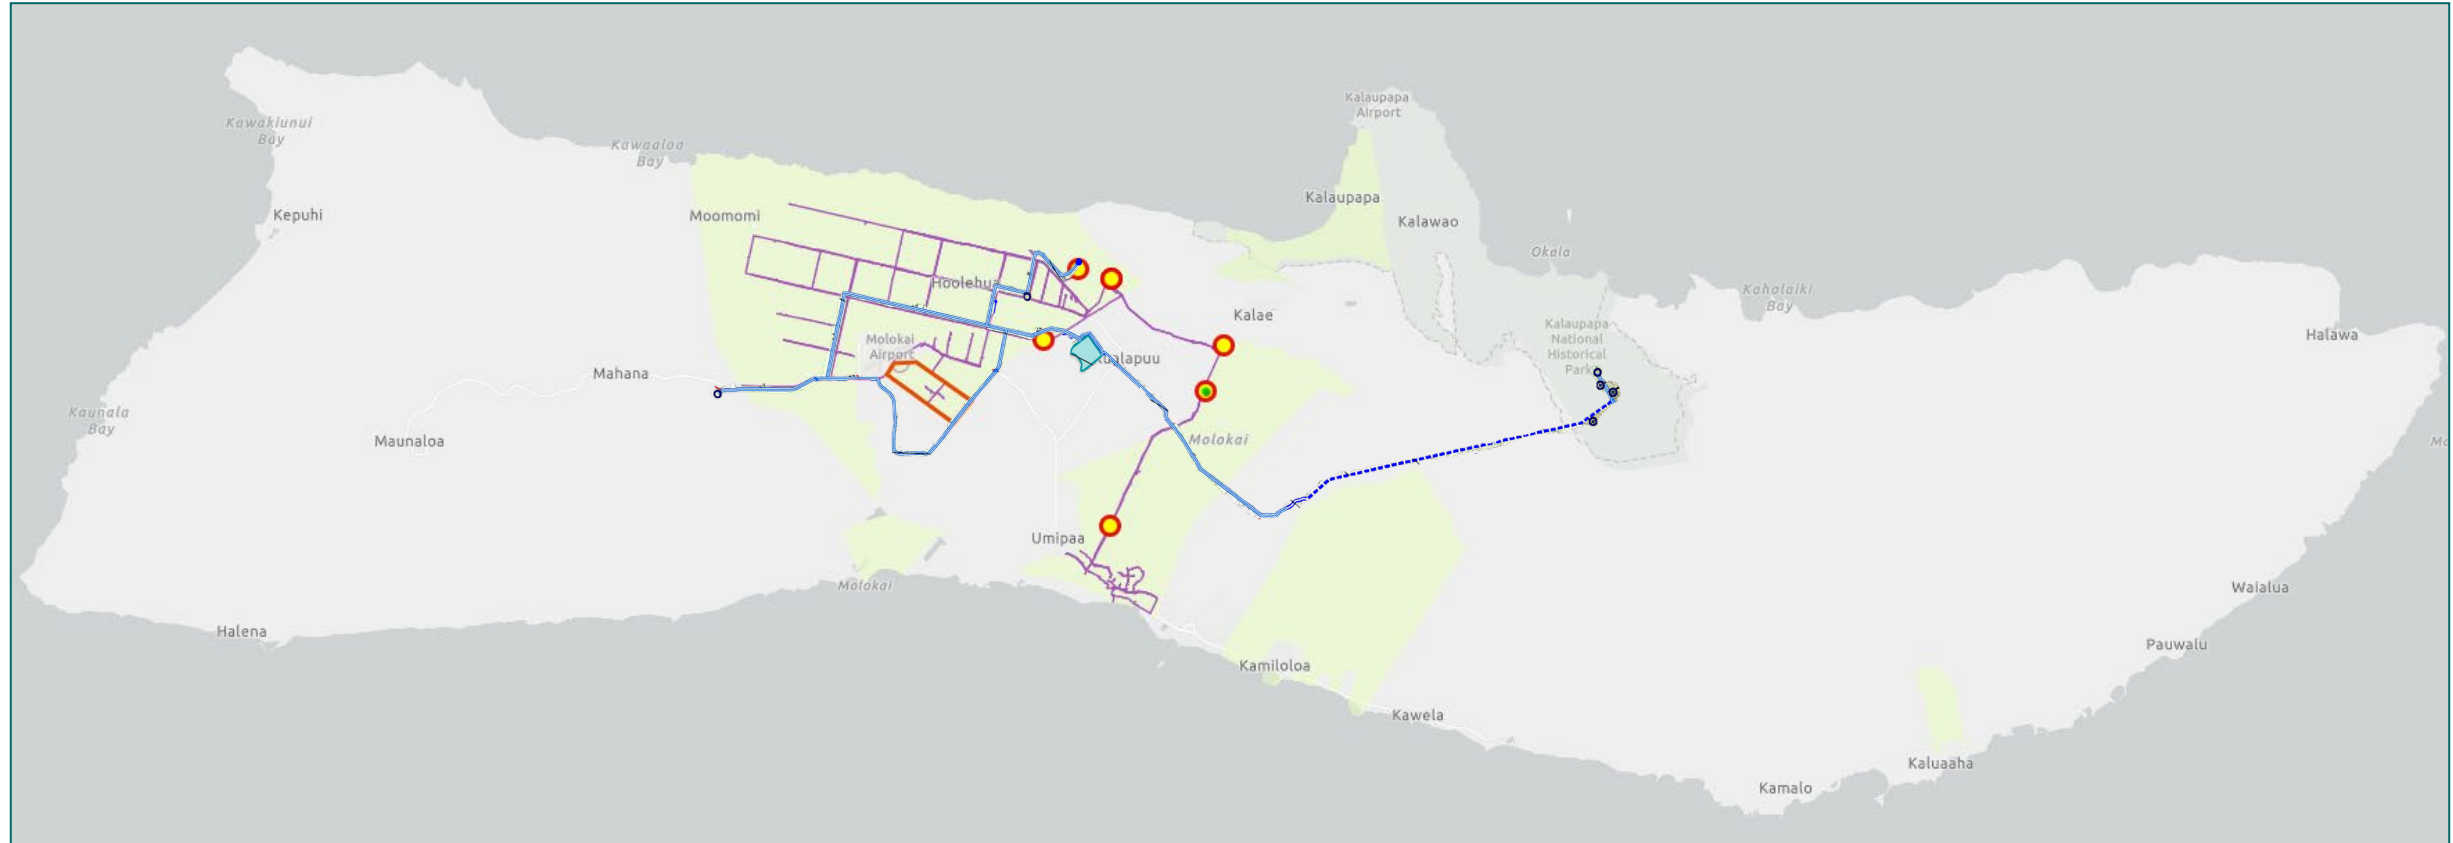 Kalaupapa
Airport
Kawakiunui
Bay
Kawaaloa
Bay
Kalaupapa
Kepuhi
Moomomi
Kalawao
Okala
Hoolehua
Kaholaiki
Bay
Kalae
Kalaupapa
National
Historical
Park
Halawa
Molokai
Airport
Kualapuu
Mahana
Kaunala
Bay
Maunaloa
Molokai
Umipaa
Molokai
Waialua
Halena
Pauwalu
Kamiloloa
Kawela
Kaluaaha
Kamalo